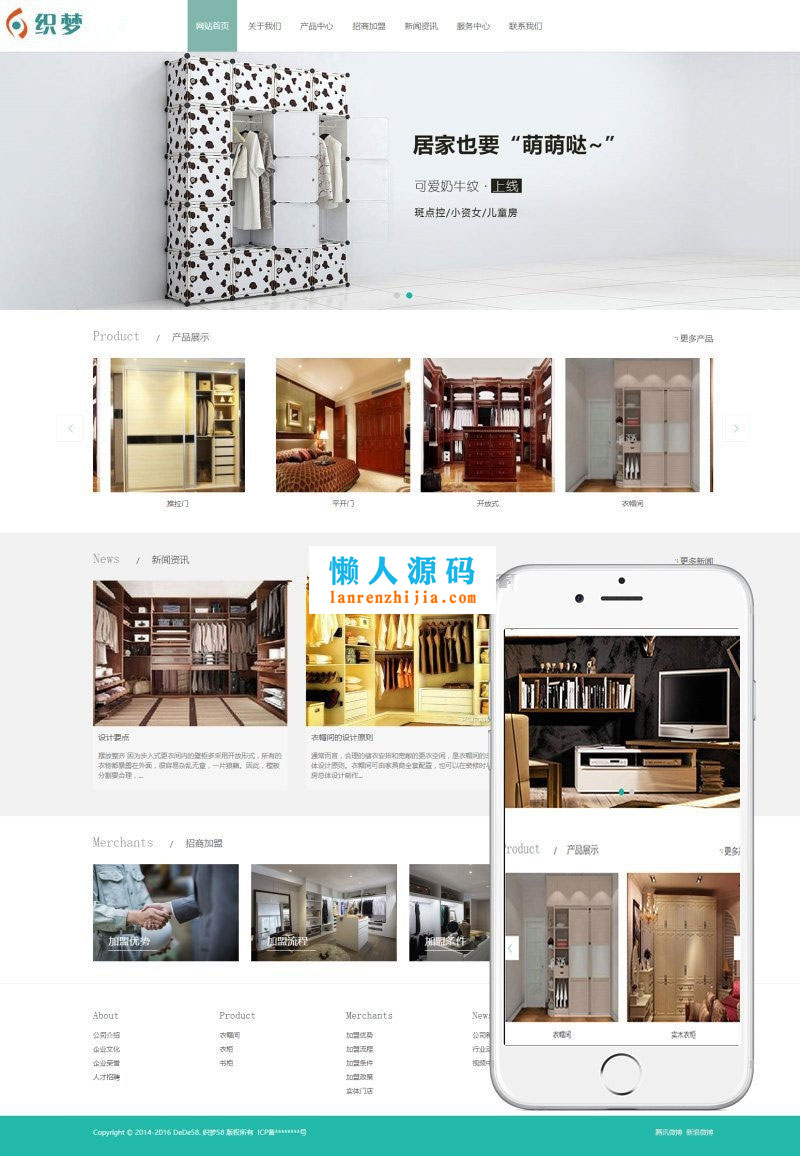 织梦
网站首页 关于我们 产品中心 招商加盟 新闻资讯 服务中心 联系我们
居家也要“萌萌哒~”
可爱奶牛纹·上线
斑点控/小资女/儿童房
Product / 产品展示
更多产品
推拉门 平开门 开放式 衣帽间
News / 新闻资讯
更多新闻
懒人源码
lanrenzhijia.com
设计要点
摆放整齐 因为步入式更衣间内的壁柜多采用开放形式，所有的
衣物都暴露在外面，很容易杂乱无章，一片狼籍。因此，橙板
分割要合理，...
衣帽间的设计原则
通常而言，合理的储衣安排和宽敞的更衣空间，是衣帽间的
体设计原则。衣帽间可由家具商全套配置，也可以在装修时
房总体设计制作...
Merchants / 招商加盟
加盟优势 加盟流程 加盟条件
roduct / 产品展示
更多
衣帽间 实木衣柜
About
公司介绍
企业文化
企业荣誉
人才招聘
Product
衣帽间
衣柜
书柜
Merchants
加盟优势
加盟流程
加盟条件
加盟政策
实体门店
News
公司
行业
视频
Copyright © 2014-2016 DeDe58. 织梦58 版权所有 ICP备********号
腾讯微博 新浪微博